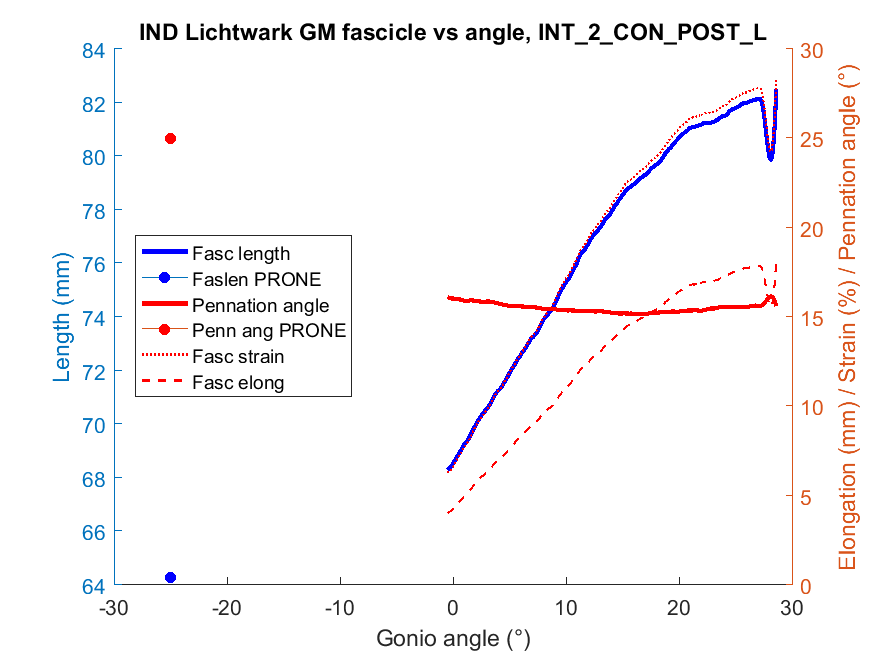 IND Lichtwark GM fascicle vs angle, INT_2_CON_POST_L
Length (mm)
84
82
80
78
76
74
72
70
68
66
64
Fasc length
Faslen PRONE
Pennation angle
Penn ang PRONE
Fasc strain
Fasc elong
30
25
20
15
10
5
0
Elongation (mm) / Strain (%) / Pennation angle (°)
-30 -20 -10 0 10 20 30
Gonio angle (°)